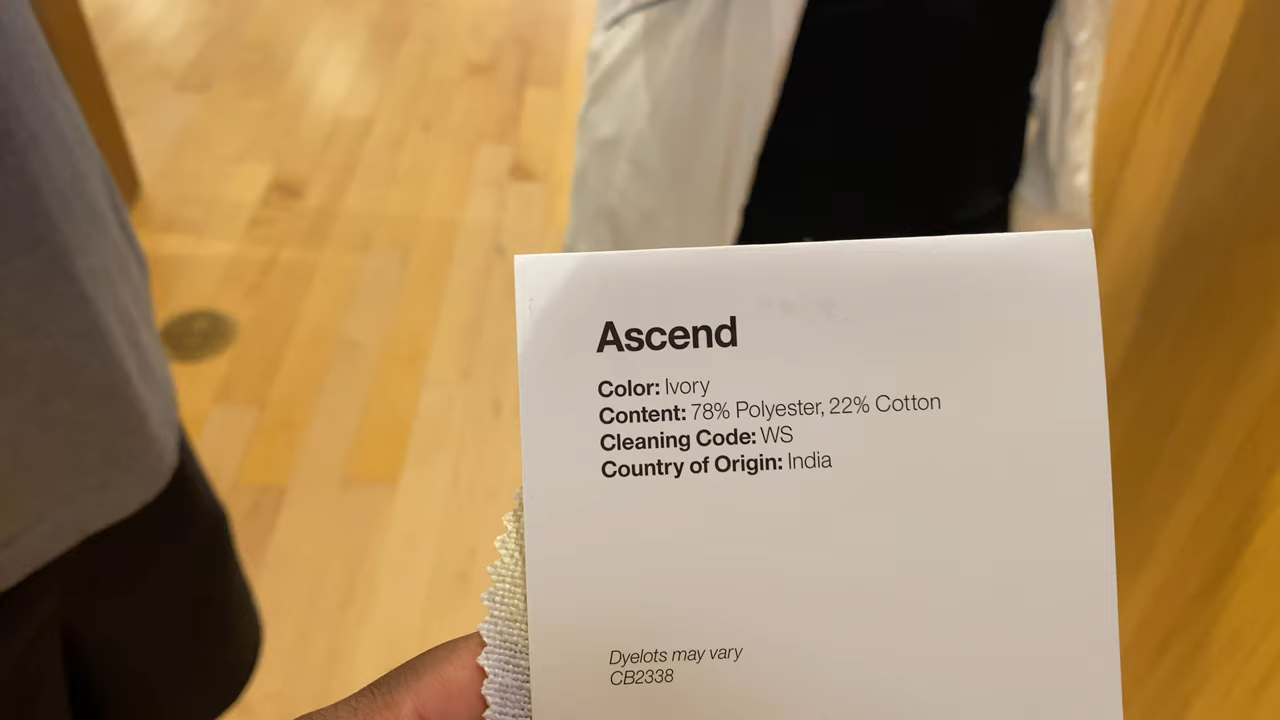 Ascend
Color: Ivory
Content: 78% Polyester, 22% Cotton
Cleaning Code: WS
Country of Origin: India
Dyelots may vary
CB2338